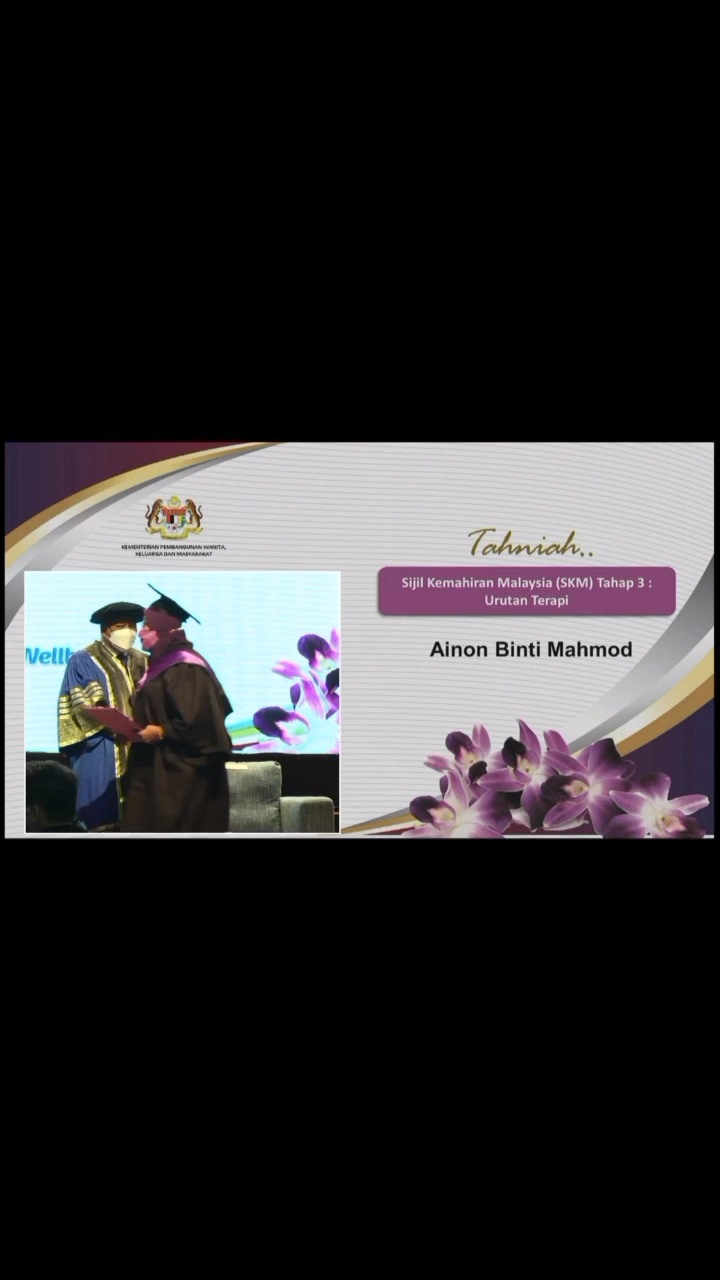 KEMENTERIAN PEMBANGUNAN WANITA,
KELUARGA DAN MASYARAKAT
Tahniah..
Sijil Kemahiran Malaysia (SKM) Tahap 3 :
Urutan Terapi
Ainon Binti Mahmod